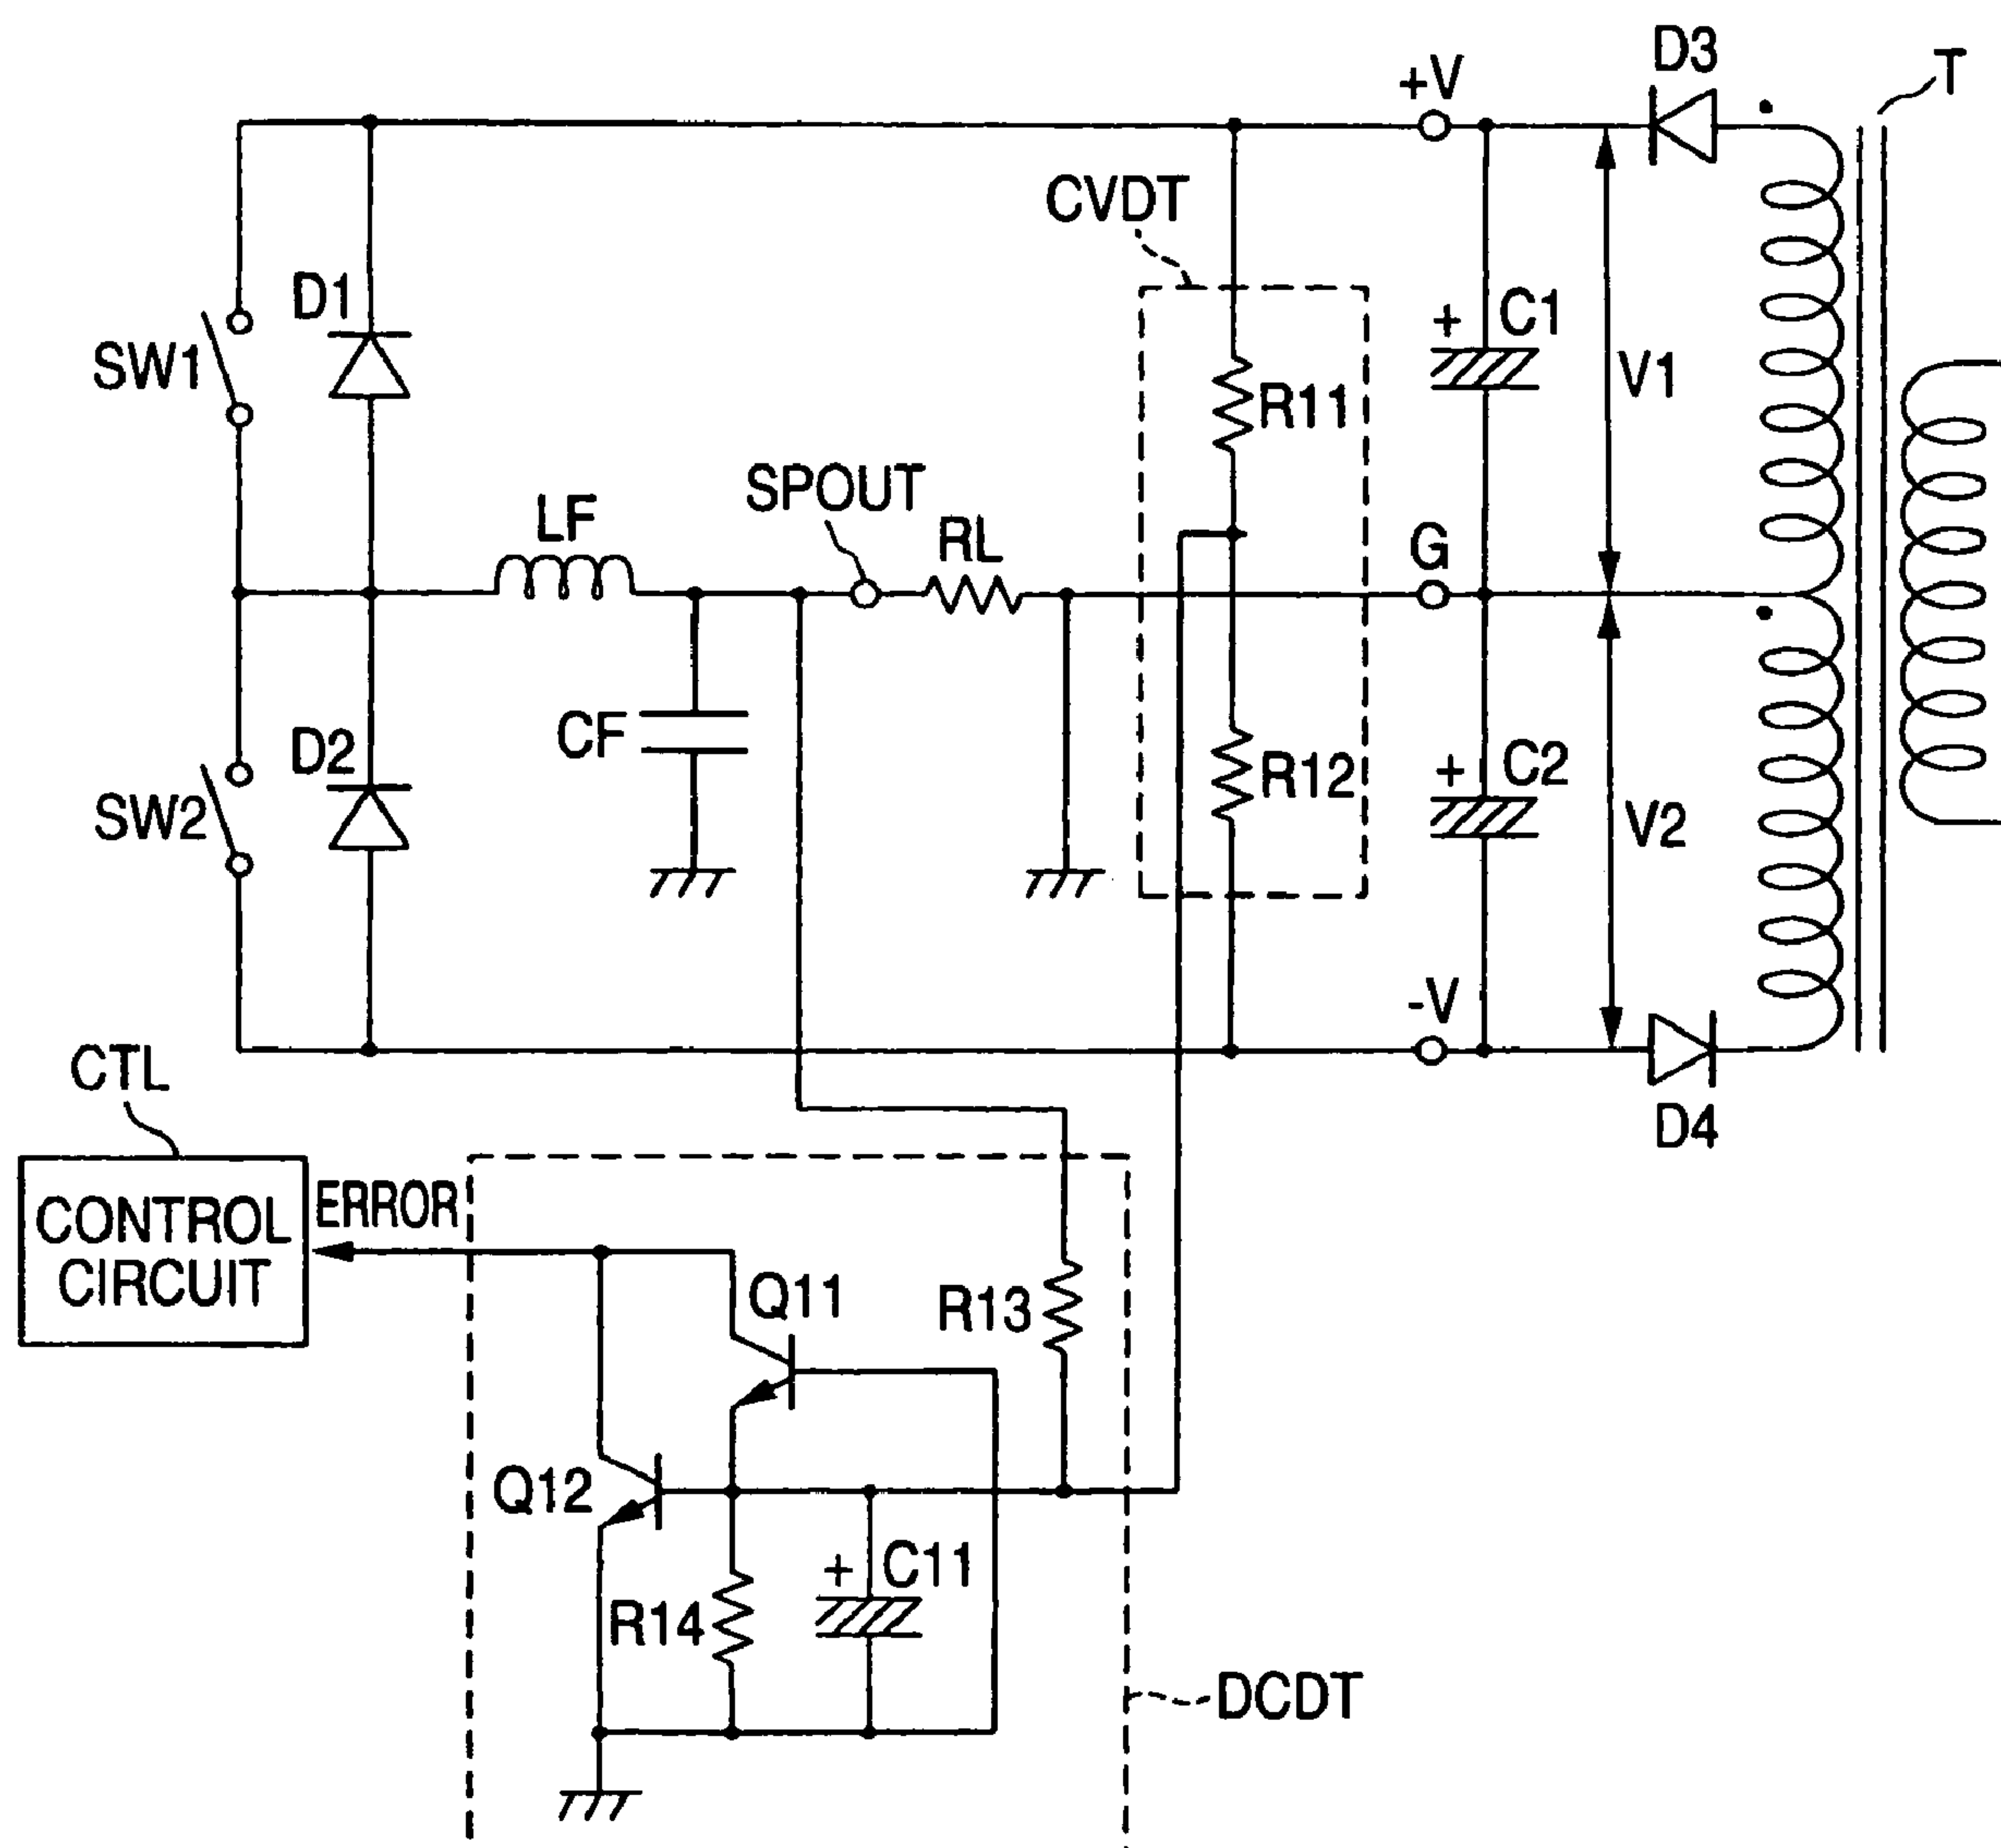 D3
T
+V
CVDT
D1
+
C1
SW1
V1
R11
SPOUT
LF
RL
G
CF
D2
R12
+
C2
SW2
V2
-V
CTL
D4
CONTROL
CIRCUIT
ERROR
Q11
R13
Q12
+
C11
R14
DCDT